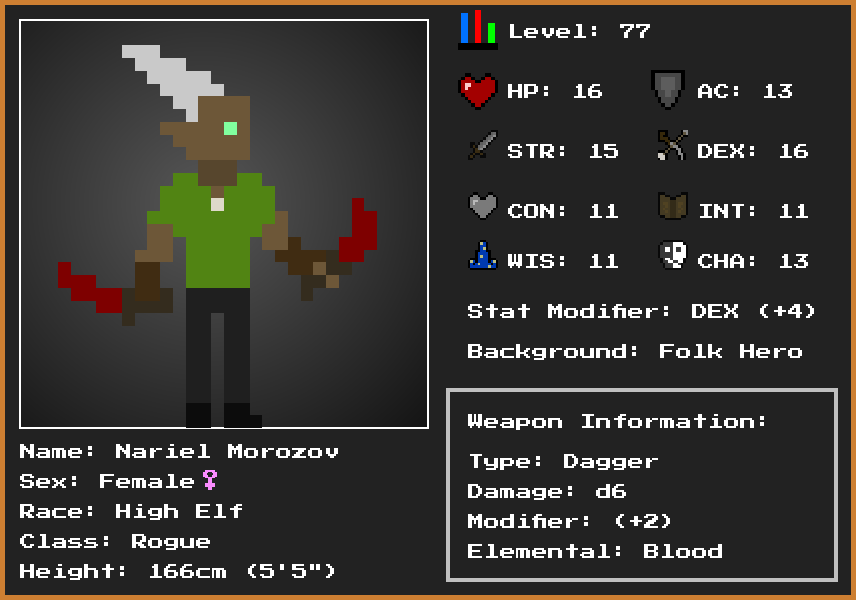 Level: 77
HP: 16 AC: 13
STR: 15 DEX: 16
CON: 11 INT: 11
WIS: 11 CHA: 13
Stat Modifier: DEX (+4)
Background: Folk Hero
Weapon Information:
Type: Dagger
Damage: d6
Modifier: (+2)
Elemental: Blood
Name: Nariel Morozov
Sex: Female♀
Race: High Elf
Class: Rogue
Height: 166cm (5'5")